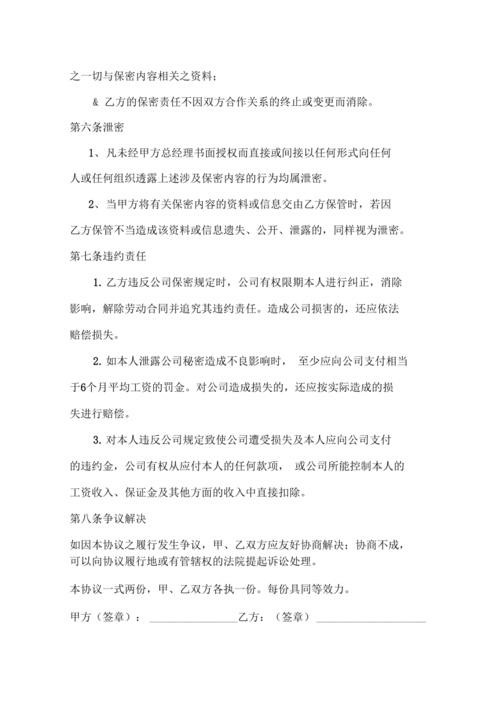 之一切与保密内容相关之资料；
& 乙方的保密责任不因双方合作关系的终止或变更而消除。
第六条泄密
1、凡未经甲方总经理书面授权而直接或间接以任何形式向任何
人或任何组织透露上述涉及保密内容的行为均属泄密。
2、当甲方将有关保密内容的资料或信息交由乙方保管时，若因
乙方保管不当造成该资料或信息遗失、公开、泄露的，同样视为泄密。
第七条违约责任
1. 乙方违反公司保密规定时，公司有权限期本人进行纠正，消除
影响，解除劳动合同并追究其违约责任。造成公司损害的，还应依法
赔偿损失。
2. 如本人泄露公司秘密造成不良影响时， 至少应向公司支付相当
于6个月平均工资的罚金。对公司造成损失的，还应按实际造成的损
失进行赔偿。
3. 对本人违反公司规定致使公司遭受损失及本人应向公司支付
的违约金，公司有权从应付本人的任何款项， 或公司所能控制本人的
工资收入、保证金及其他方面的收入中直接扣除。
第八条争议解决
如因本协议之履行发生争议，甲、乙双方应友好协商解决；协商不成，
可以向协议履行地或有管辖权的法院提起诉讼处理。
本协议一式两份，甲、乙双方各执一份。每份具同等效力。
甲方（签章）： ________________乙方：（签章） ____________________